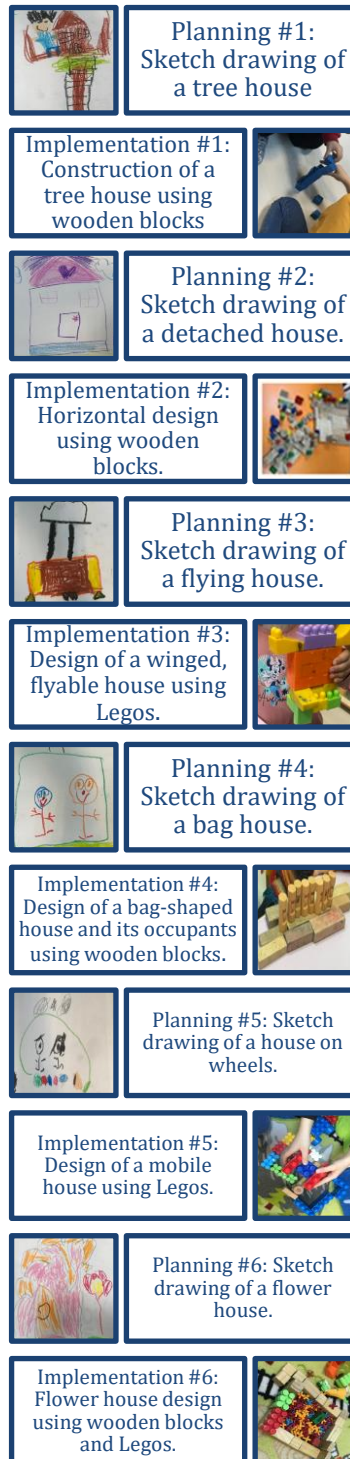 Planning #1:
Sketch drawing of
a tree house
Implementation #1:
Construction of a
tree house using
wooden blocks
Planning #2:
Sketch drawing of
a detached house.
Implementation #2:
Horizontal design
using wooden
blocks.
Planning #3:
Sketch drawing of
a flying house.
Implementation #3:
Design of a winged,
flyable house using
Legos.
Planning #4:
Sketch drawing of
a bag house.
Implementation #4:
Design of a bag-shaped
house and its occupants
using wooden blocks.
Planning #5: Sketch
drawing of a house on
wheels.
Implementation #5:
Design of a mobile
house using Legos.
Planning #6: Sketch
drawing of a flower
house.
Implementation #6:
Flower house design
using wooden blocks
and Legos.